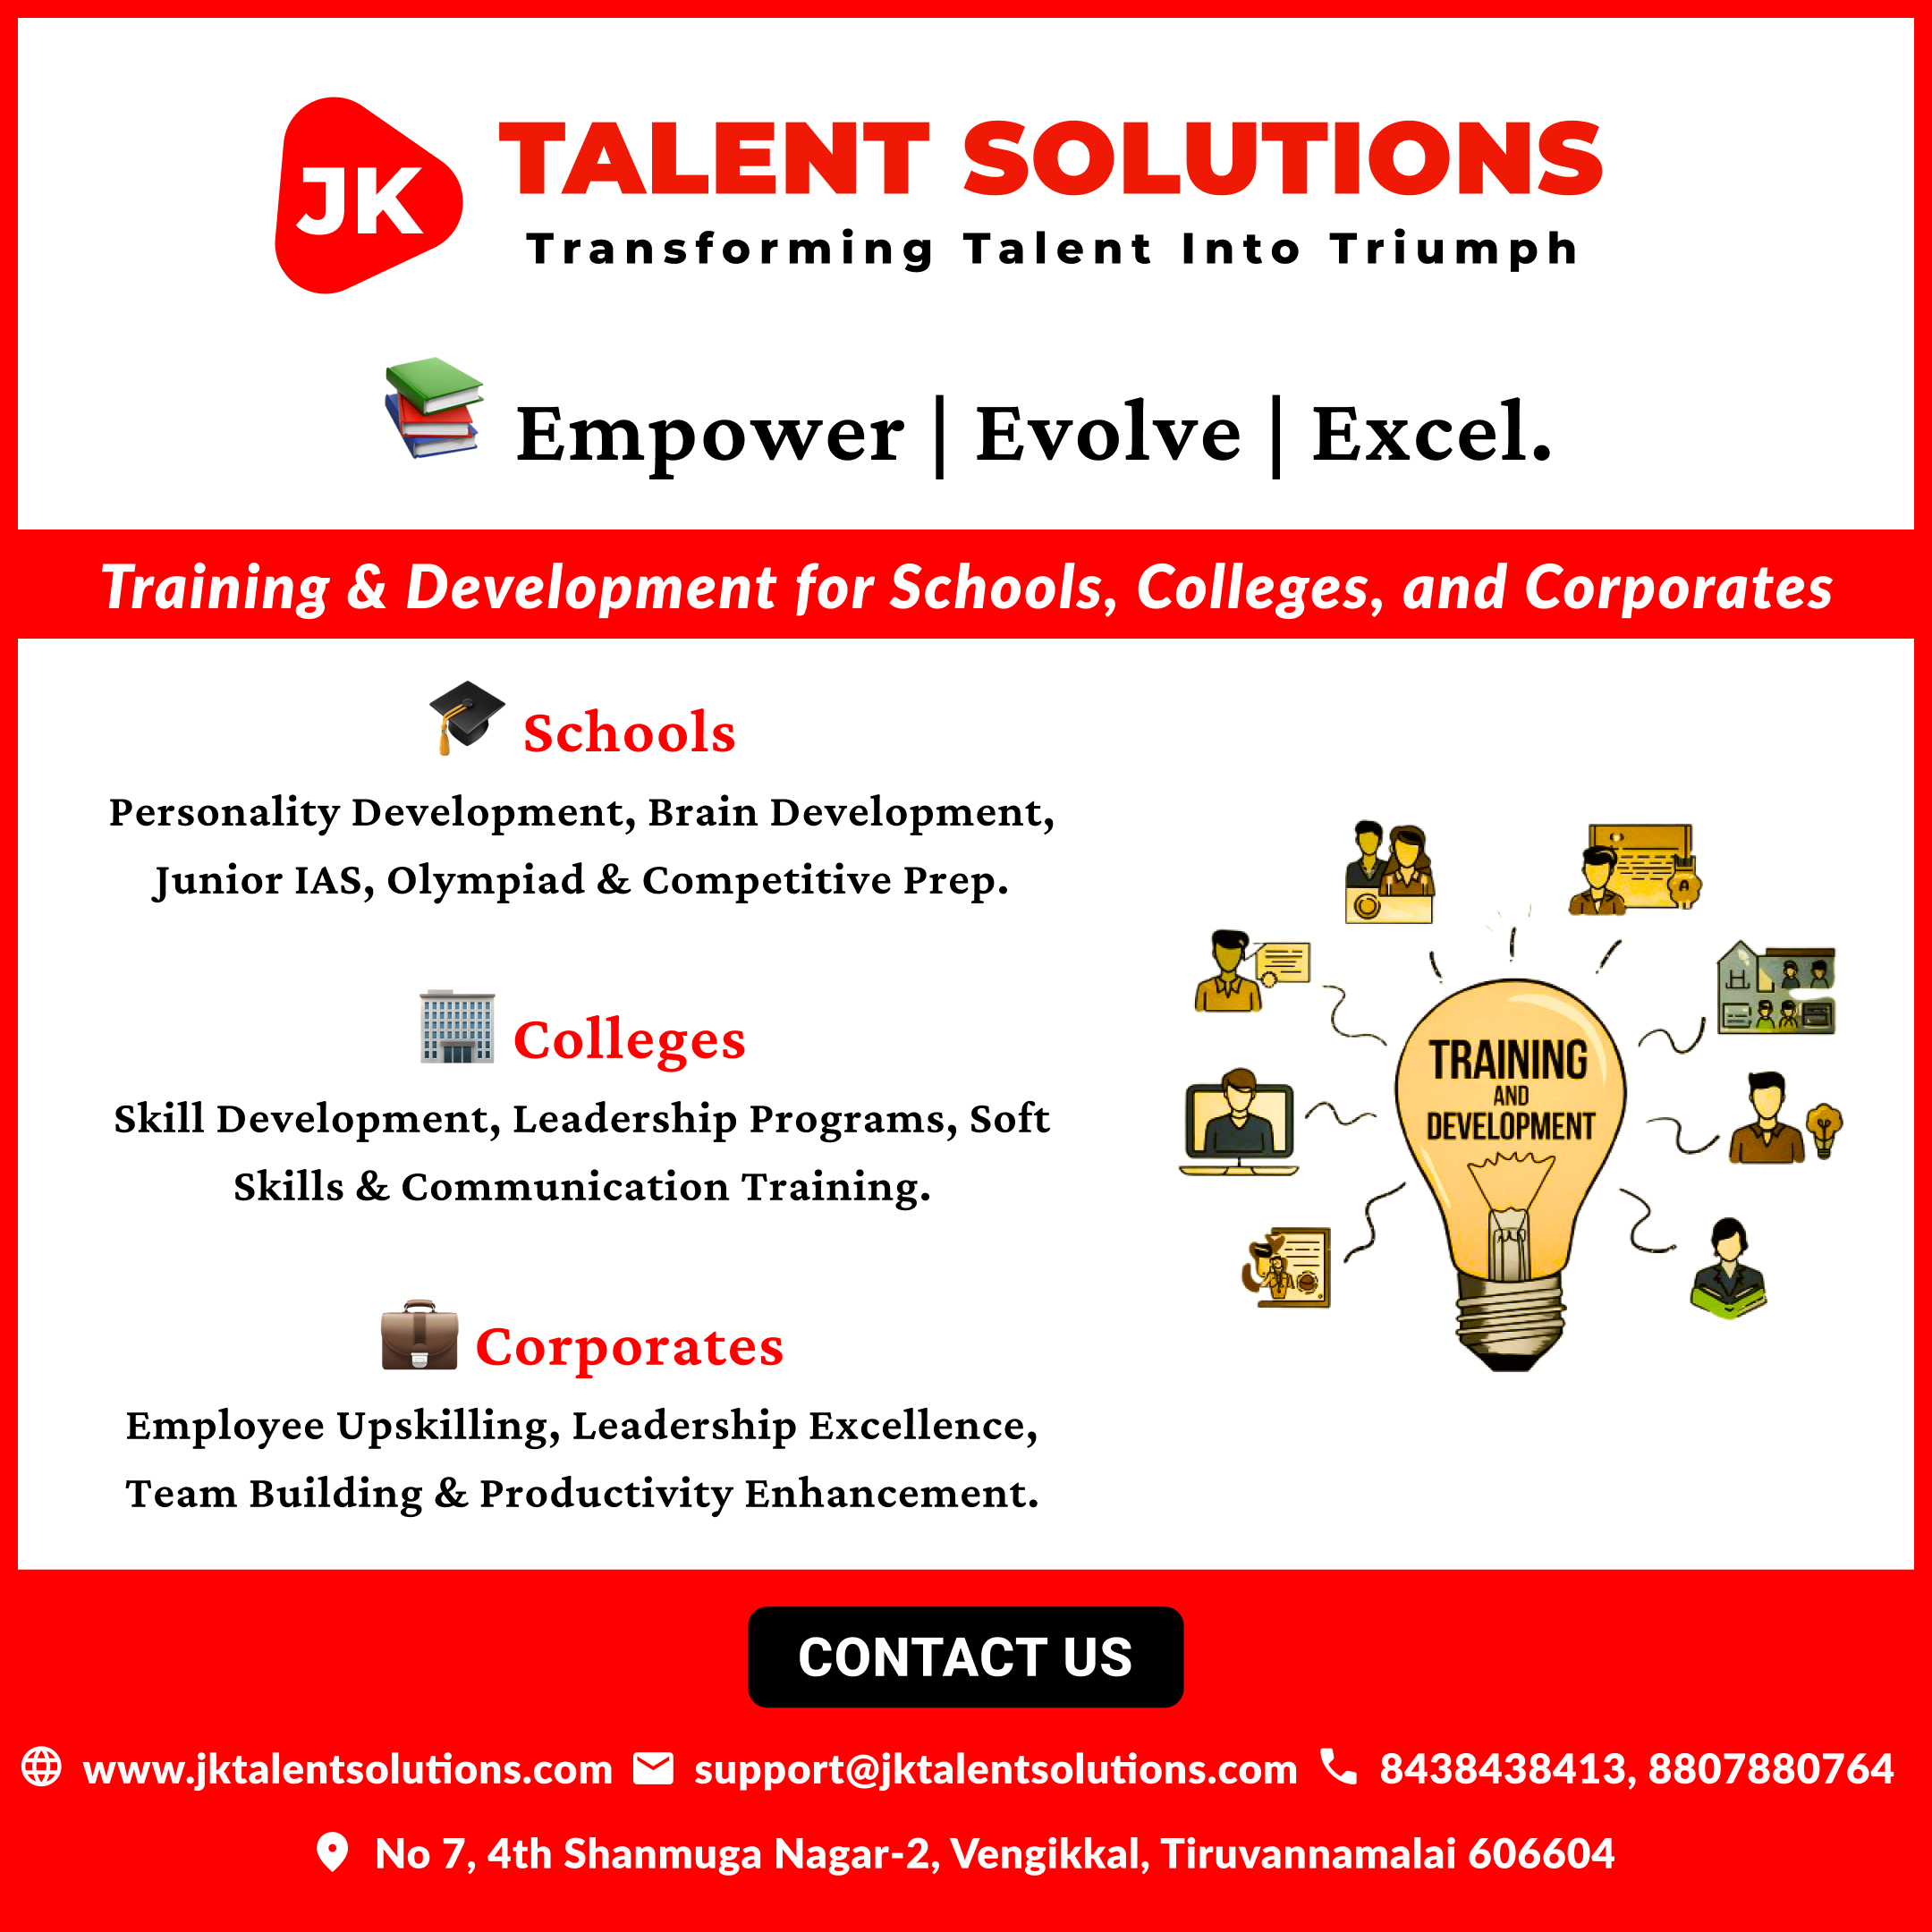 JK
TALENT SOLUTIONS
Transforming Talent Into Triumph
Empower | Evolve | Excel.
Training & Development for Schools, Colleges, and Corporates
Schools
Personality Development, Brain Development,
Junior IAS, Olympiad & Competitive Prep.
Colleges
Skill Development, Leadership Programs, Soft
Skills & Communication Training.
Corporates
Employee Upskilling, Leadership Excellence,
Team Building & Productivity Enhancement.
A
H
TRAINING
AND
DEVELOPMENT
CONTACT US
www.jktalentsolutions.com support@jktalentsolutions.com 8438438413, 8807880764
No 7, 4th Shanmuga Nagar-2, Vengikkal, Tiruvannamalai 606604